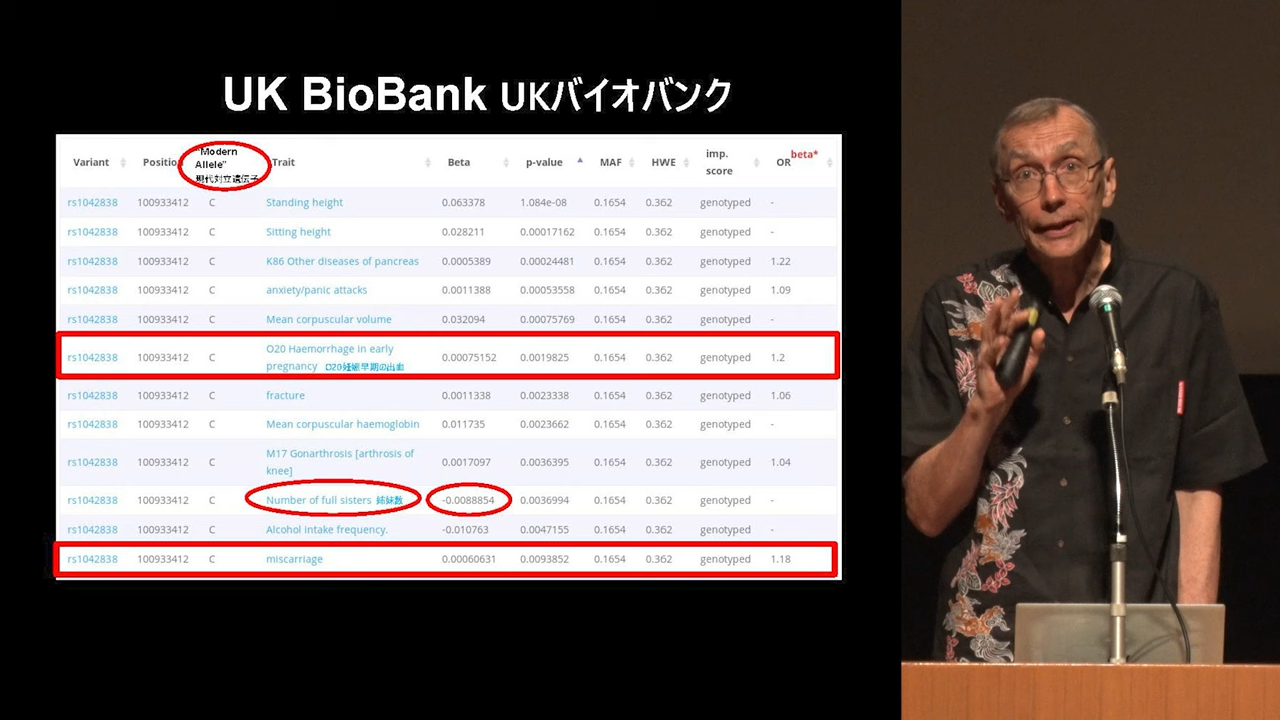 UK BioBank UKバイオバンク
Variant Position "Modern Allele" 現代対立遺伝子 Trait Beta p-value MAF HWE imp. score OR beta*
rs1042838 100933412 C Standing height 0.063378 1.084e-08 0.1654 0.362 genotyped -
rs1042838 100933412 C Sitting height 0.028211 0.00017162 0.1654 0.362 genotyped -
rs1042838 100933412 C K86 Other diseases of pancreas 0.0005389 0.00024481 0.1654 0.362 genotyped 1.22
rs1042838 100933412 C anxiety/panic attacks 0.0011388 0.00053558 0.1654 0.362 genotyped 1.09
rs1042838 100933412 C Mean corpuscular volume 0.032094 0.00075769 0.1654 0.362 genotyped -
rs1042838 100933412 C O20 Haemorrhage in early pregnancy O20妊娠早期の出血 0.00075152 0.0019825 0.1654 0.362 genotyped 1.2
rs1042838 100933412 C fracture 0.0011338 0.0023338 0.1654 0.362 genotyped 1.06
rs1042838 100933412 C Mean corpuscular haemoglobin 0.011735 0.0023662 0.1654 0.362 genotyped -
rs1042838 100933412 C M17 Gonarthrosis [arthrosis of knee] 0.0017097 0.0036395 0.1654 0.362 genotyped 1.04
rs1042838 100933412 C Number of full sisters 姉妹数 -0.0088854 0.0036994 0.1654 0.362 genotyped -
rs1042838 100933412 C Alcohol intake frequency. -0.010763 0.0047155 0.1654 0.362 genotyped -
rs1042838 100933412 C miscarriage 0.00060631 0.0093852 0.1654 0.362 genotyped 1.18